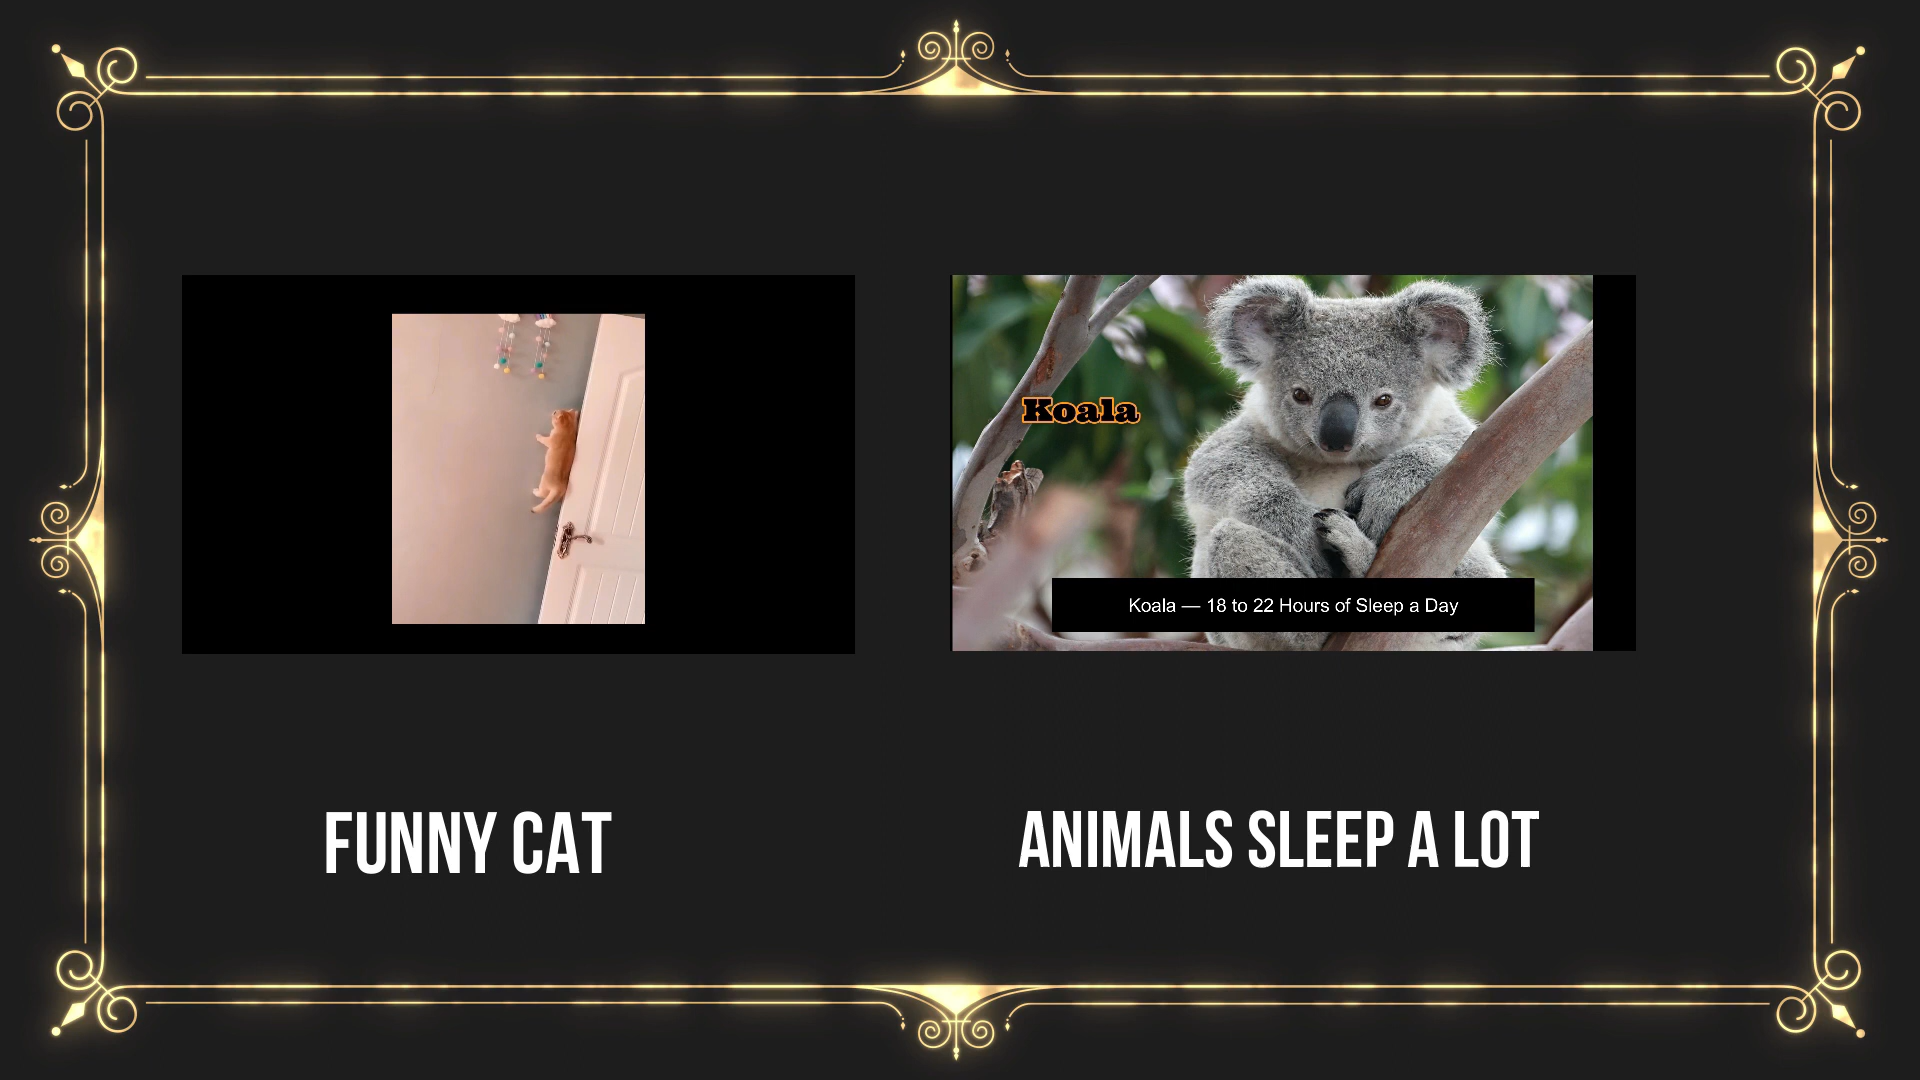 Koala
Koala — 18 to 22 Hours of Sleep a Day
FUNNY CAT
ANIMALS SLEEP A LOT